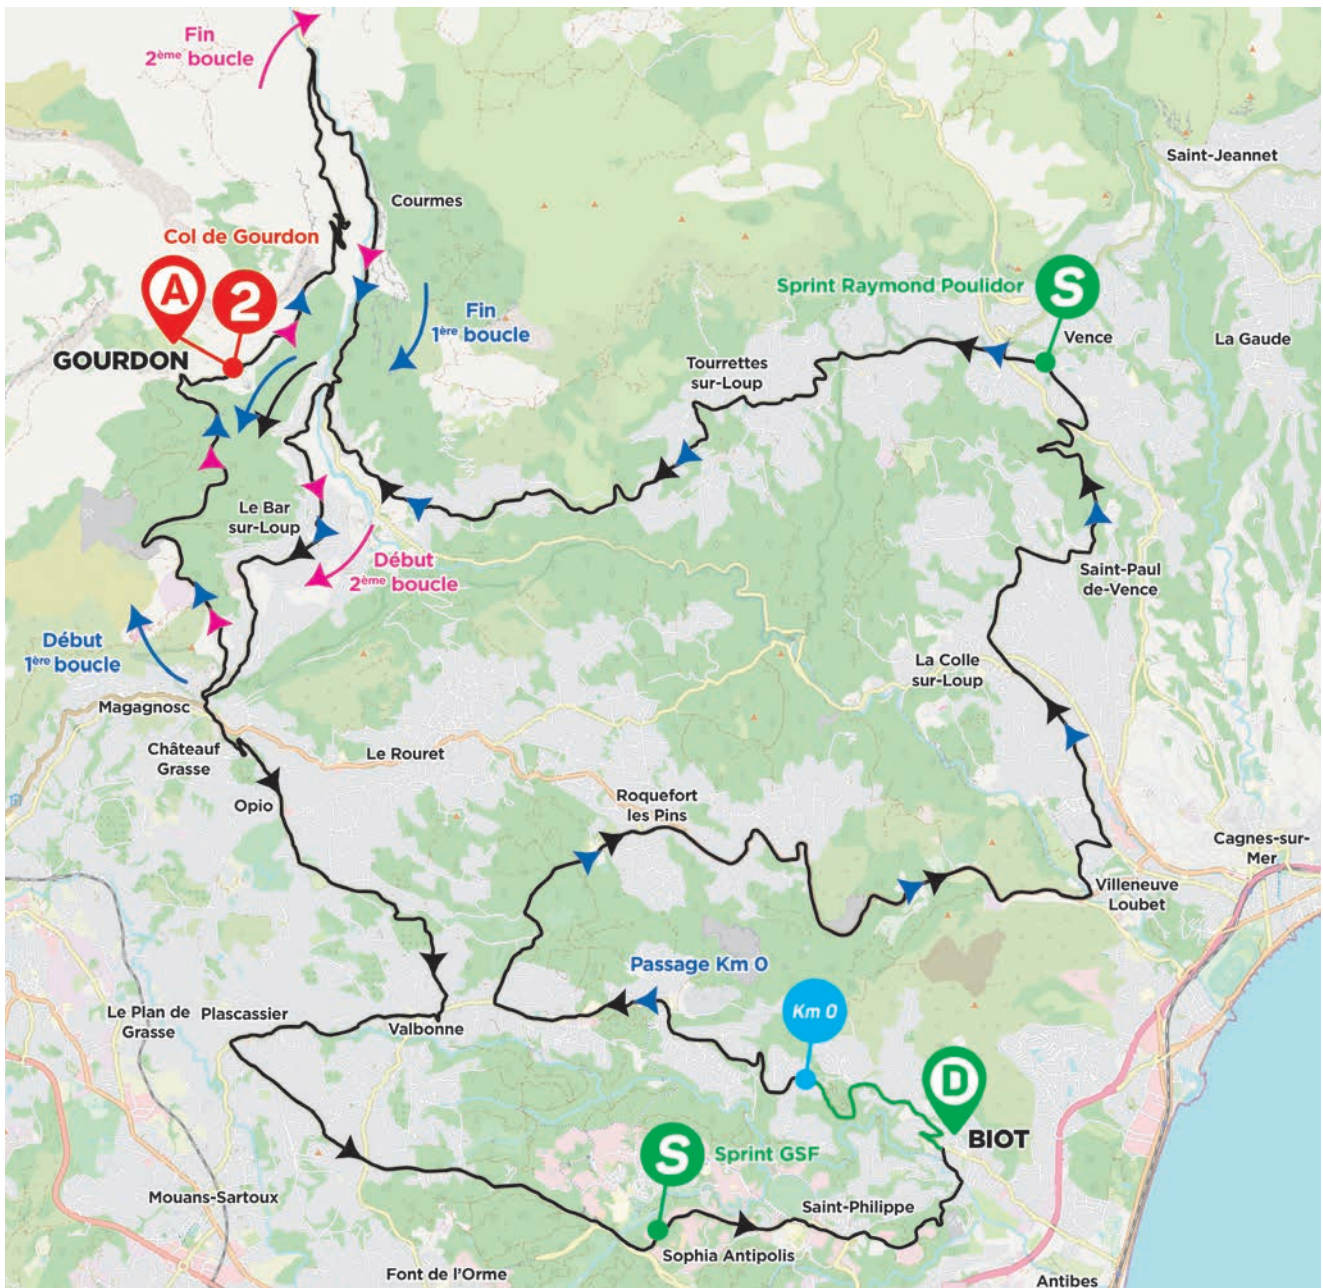 Fin
2ème boucle
Saint-Jeannet
Courmes
Col de Gourdon
A
2
Sprint Raymond Poulidor
S
Fin
1ère boucle
Vence
La Gaude
GOURDON
Tourrettes
sur-Loup
Le Bar
sur-Loup
Début
2ème boucle
Saint-Paul
de-Vence
Début
1ère boucle
La Colle
sur-Loup
Magagnosc
Châteauf
Grasse
Le Rouret
Opio
Roquefort
les Pins
Cagnes-sur-
Mer
Villeneuve
Loubet
Passage Km 0
Km 0
Le Plan de
Grasse
Plascassier
Valbonne
D
BIOT
S
Sprint GSF
Mouans-Sartoux
Saint-Philippe
Sophia Antipolis
Font de l'Orme
Antibes